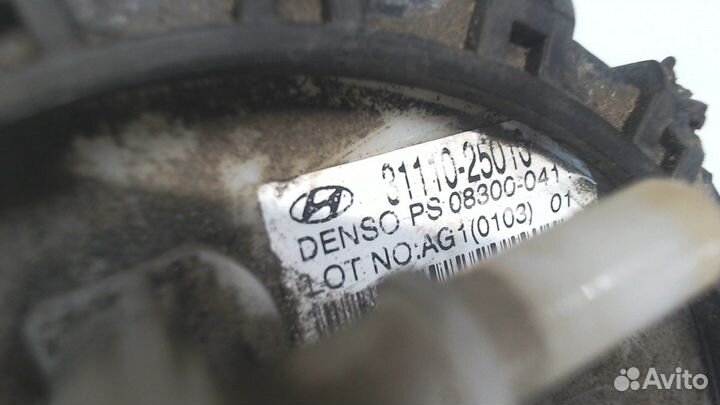 31110-25010
DENSO PS 08300-041
LOT NO:AG1(0103) 01
Avito